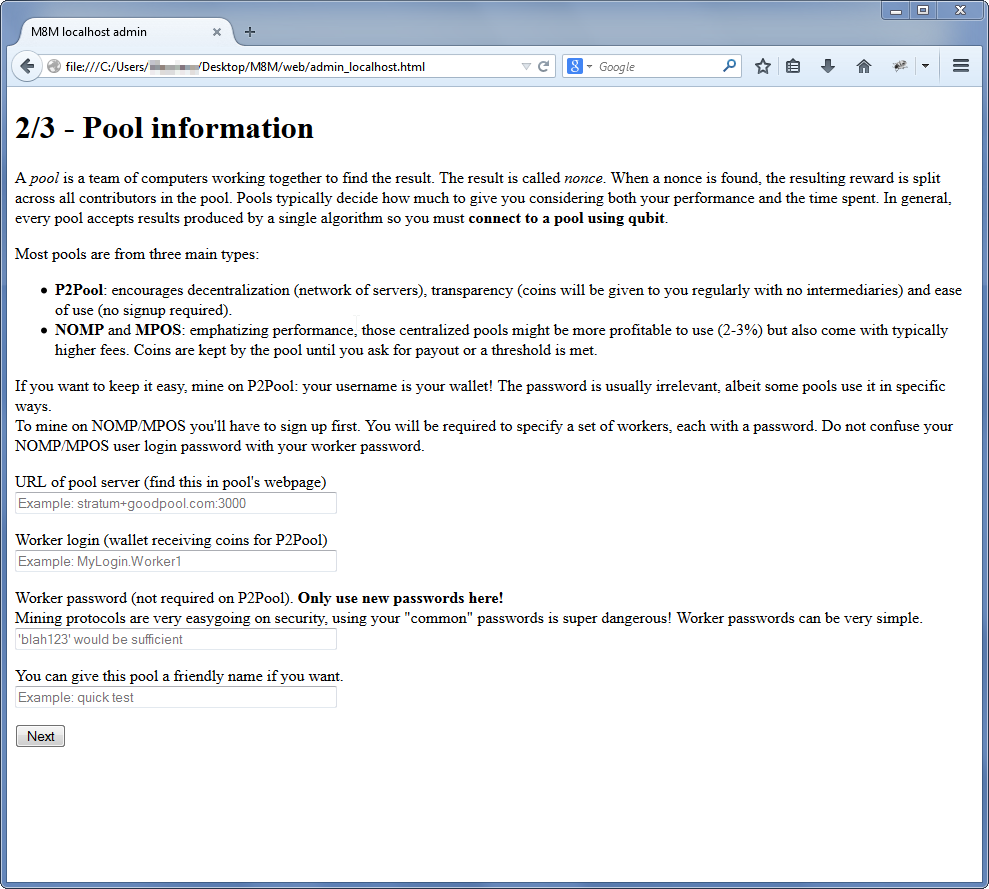 M8M localhost admin
file:///C:/Users/ /Desktop/M8M/web/admin_localhost.html
8
Google
2/3 - Pool information
A pool is a team of computers working together to find the result. The result is called nonce. When a nonce is found, the resulting reward is split
across all contributors in the pool. Pools typically decide how much to give you considering both your performance and the time spent. In general,
every pool accepts results produced by a single algorithm so you must connect to a pool using qubit.
Most pools are from three main types:
• P2Pool: encourages decentralization (network of servers), transparency (coins will be given to you regularly with no intermediaries) and ease
of use (no signup required).
• NOMP and MPOS: emphatizing performance, those centralized pools might be more profitable to use (2-3%) but also come with typically
higher fees. Coins are kept by the pool until you ask for payout or a threshold is met.
If you want to keep it easy, mine on P2Pool: your username is your wallet! The password is usually irrelevant, albeit some pools use it in specific
ways.
To mine on NOMP/MPOS you'll have to sign up first. You will be required to specify a set of workers, each with a password. Do not confuse your
NOMP/MPOS user login password with your worker password.
URL of pool server (find this in pool's webpage)
Example: stratum+goodpool.com:3000
Worker login (wallet receiving coins for P2Pool)
Example: MyLogin.Worker1
Worker password (not required on P2Pool). Only use new passwords here!
Mining protocols are very easygoing on security, using your "common" passwords is super dangerous! Worker passwords can be very simple.
'blah123' would be sufficient
You can give this pool a friendly name if you want.
Example: quick test
Next